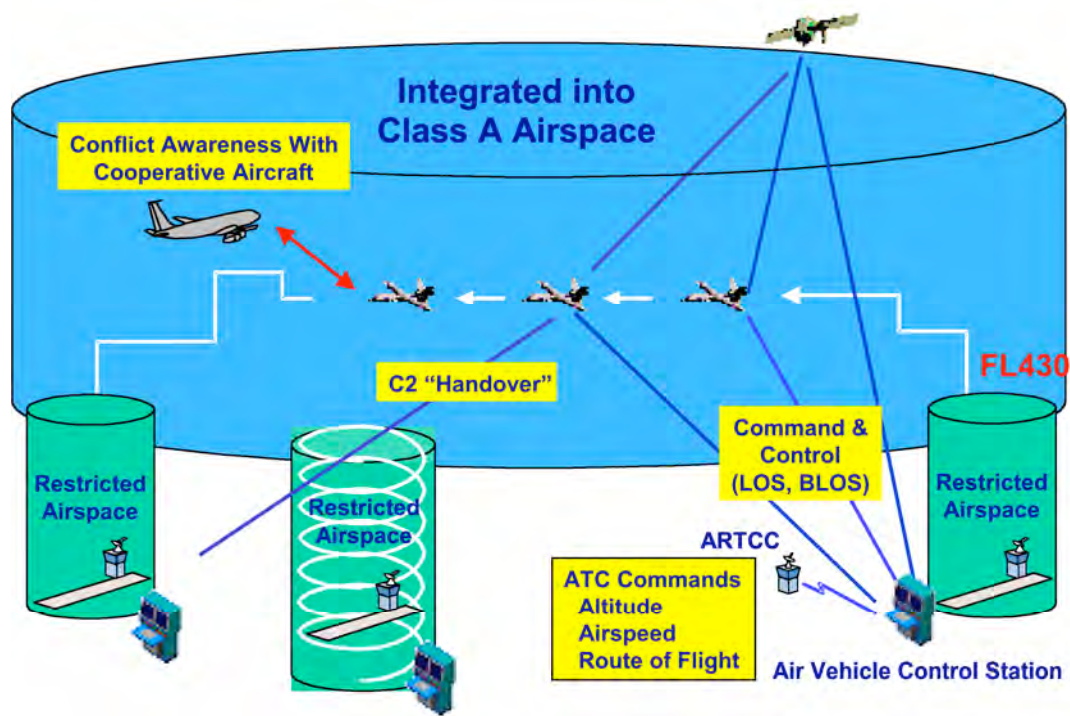 Integrated into
Class A Airspace
Conflict Awareness With
Cooperative Aircraft
FL430
C2 “Handover”
Command &
Control
(LOS, BLOS)
Restricted
Airspace
Restricted
Airspace
Restricted
Airspace
ARTCC
ATC Commands
Altitude
Airspeed
Route of Flight
Air Vehicle Control Station